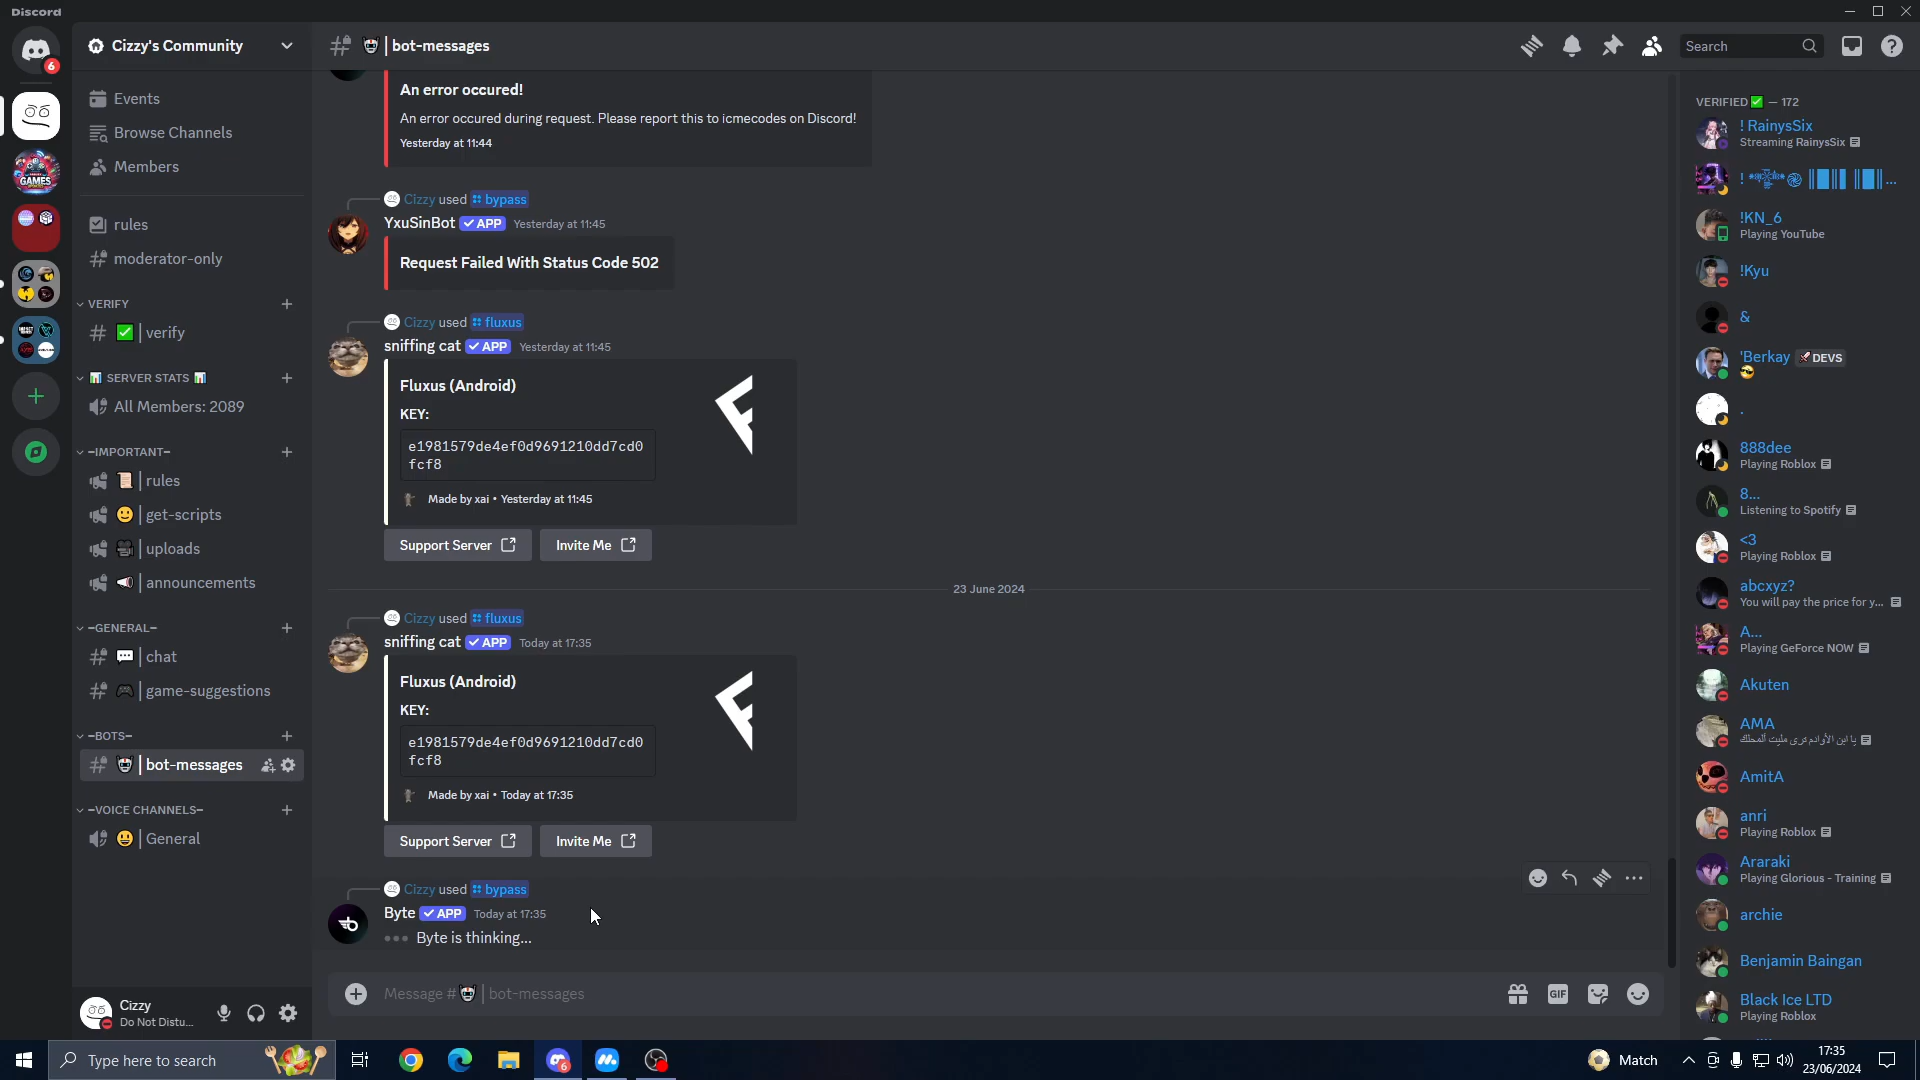 Discord
6
Cizzy's Community
Events
Browse Channels
Members
rules
moderator-only
VERIFY
verify
SERVER STATS
All Members: 2089
-IMPORTANT-
rules
get-scripts
uploads
announcements
-GENERAL-
chat
game-suggestions
-BOTS-
bot-messages
-VOICE CHANNELS-
General
Cizzy
Do Not Distu...
bot-messages
Search
An error occured!
An error occured during request. Please report this to icmecodes on Discord!
Yesterday at 11:44
Cizzy used bypass
YxuSinBot APP Yesterday at 11:45
Request Failed With Status Code 502
Cizzy used fluxus
sniffing cat APP Yesterday at 11:45
Fluxus (Android)
KEY:
e1981579de4ef0d9691210dd7cd0
fcf8
Made by xai • Yesterday at 11:45
Support Server
Invite Me
23 June 2024
Cizzy used fluxus
sniffing cat APP Today at 17:35
Fluxus (Android)
KEY:
e1981579de4ef0d9691210dd7cd0
fcf8
Made by xai • Today at 17:35
Support Server
Invite Me
Cizzy used bypass
Byte APP Today at 17:35
Byte is thinking...
Message # bot-messages
GIF
VERIFIED — 172
! RainysSix
Streaming RainysSix
!KN_6
Playing YouTube
!Kyu
&
'Berkay DEVS
.
888dee
Playing Roblox
8...
Listening to Spotify
<3
Playing Roblox
abcxyz?
You will pay the price for y...
A...
Playing GeForce NOW
Akuten
AMA
AmitA
anri
Playing Roblox
Araraki
Playing Glorious - Training
archie
Benjamin Baingan
Black Ice LTD
Playing Roblox
Type here to search
6
Match
17:35
23/06/2024